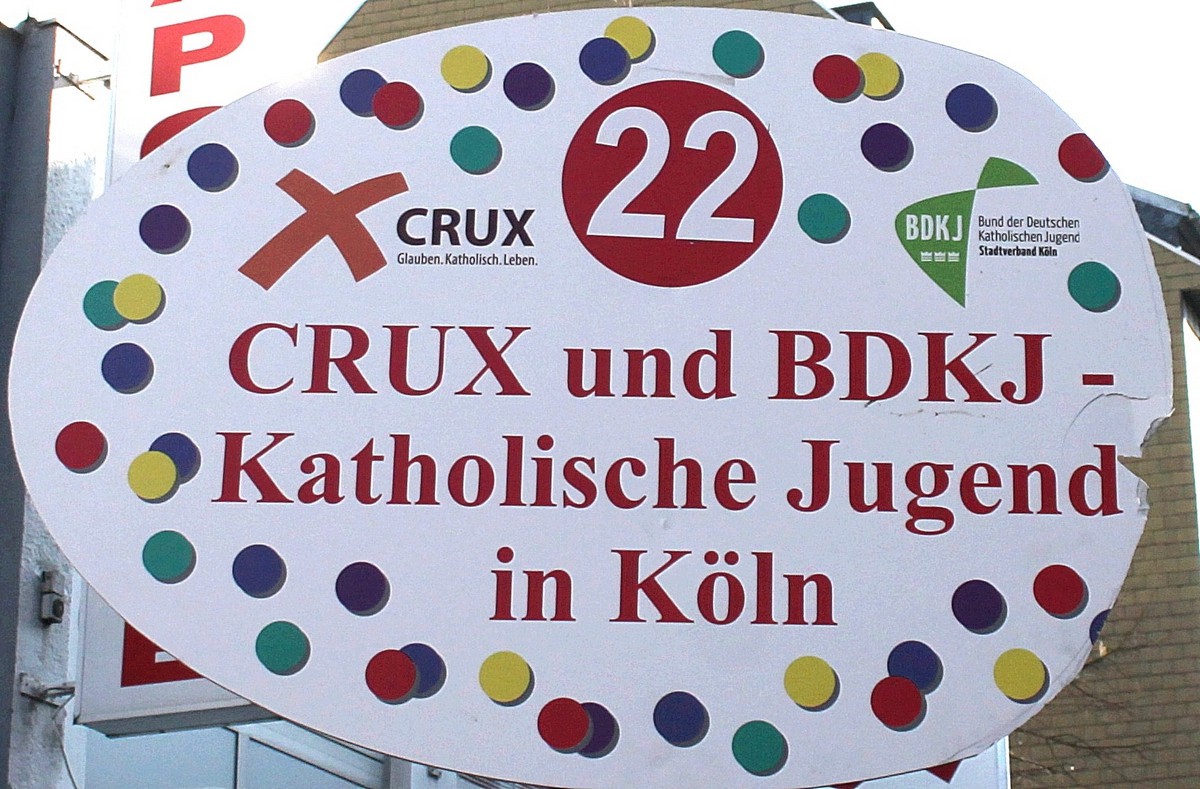 22
CRUX
Glauben. Katholisch. Leben.
BDKJ
Bund der Deutschen
Katholischen Jugend
Stadtverband Köln
CRUX und BDKJ -
Katholische Jugend
in Köln